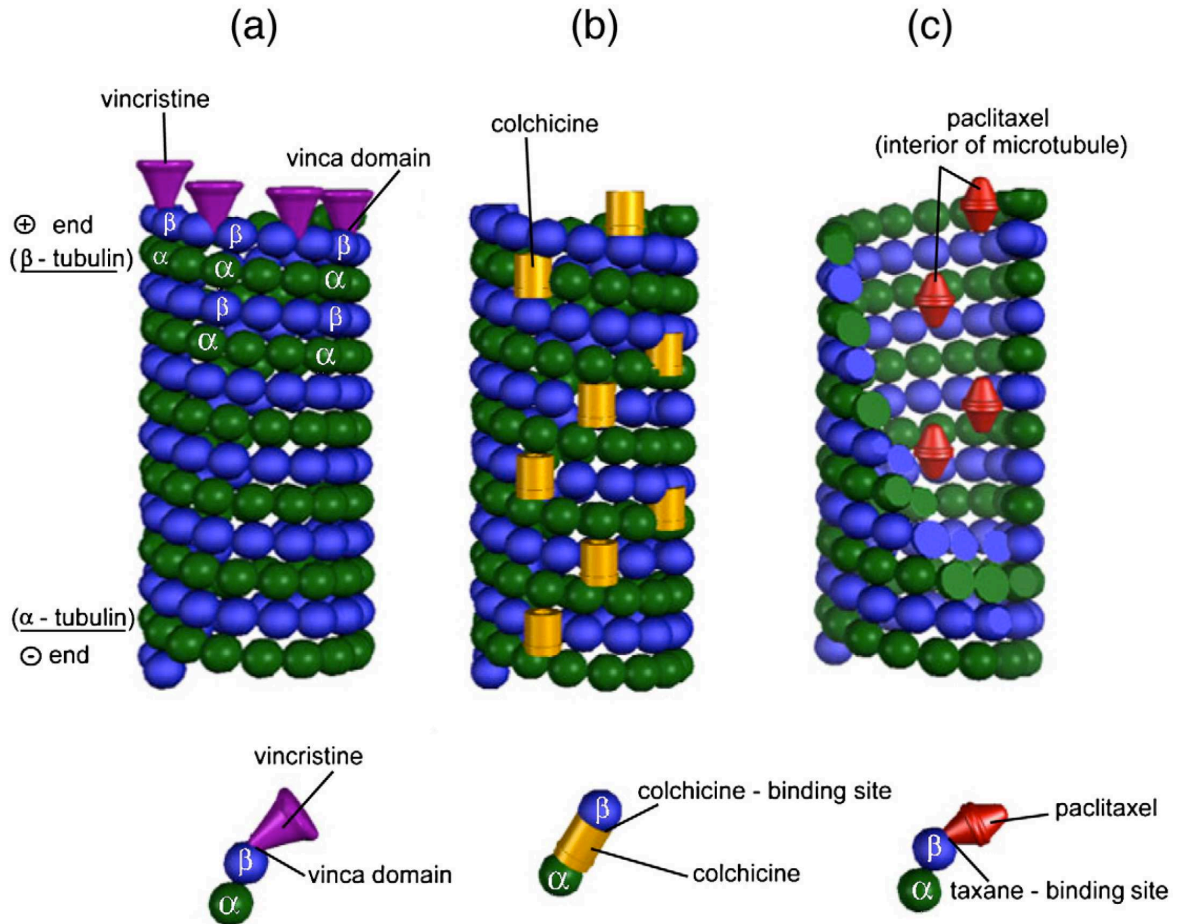 (a)
(b)
(c)
vincristine
vinca domain
colchicine
paclitaxel
(interior of microtubule)
⊕ end
(β - tubulin)
β
β
β
α
α
α
β
β
α
α
(α - tubulin)
⊖ end
vincristine
β
vinca domain
α
colchicine - binding site
β
α
colchicine
paclitaxel
β
taxane - binding site
α